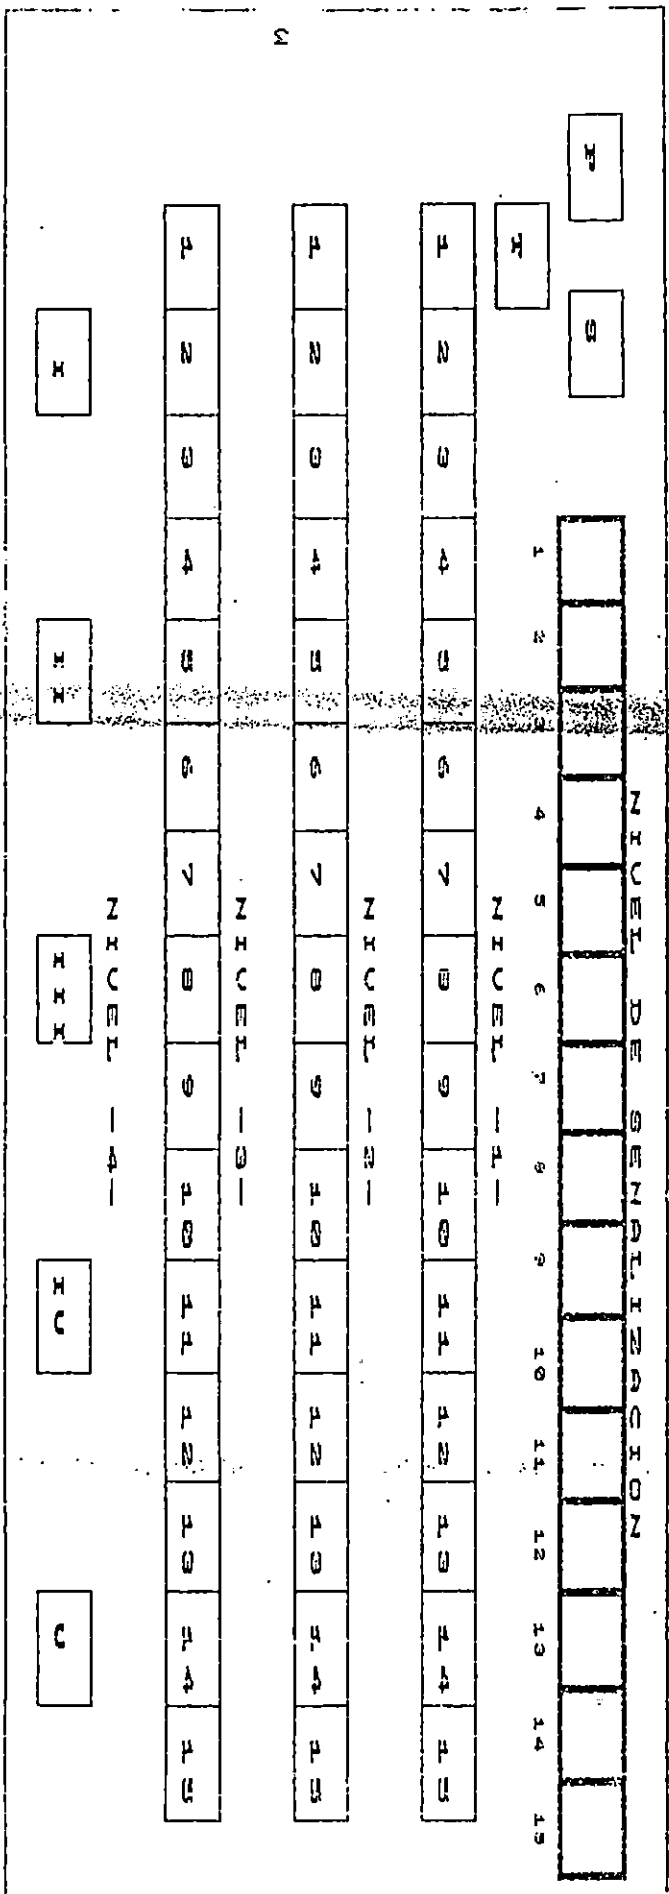 NIVEL DE SENALIZACION
S
1 2 3 4 5 6 7 8 9 10 11 12 13 14 15
NIVEL -1-
1 2 3 4 5 6 7 8 9 10 11 12 13 14 15
NIVEL -2-
1 2 3 4 5 6 7 8 9 10 11 12 13 14 15
NIVEL -3-
1 2 3 4 5 6 7 8 9 10 11 12 13 14 15
NIVEL -4-
I II III IV V